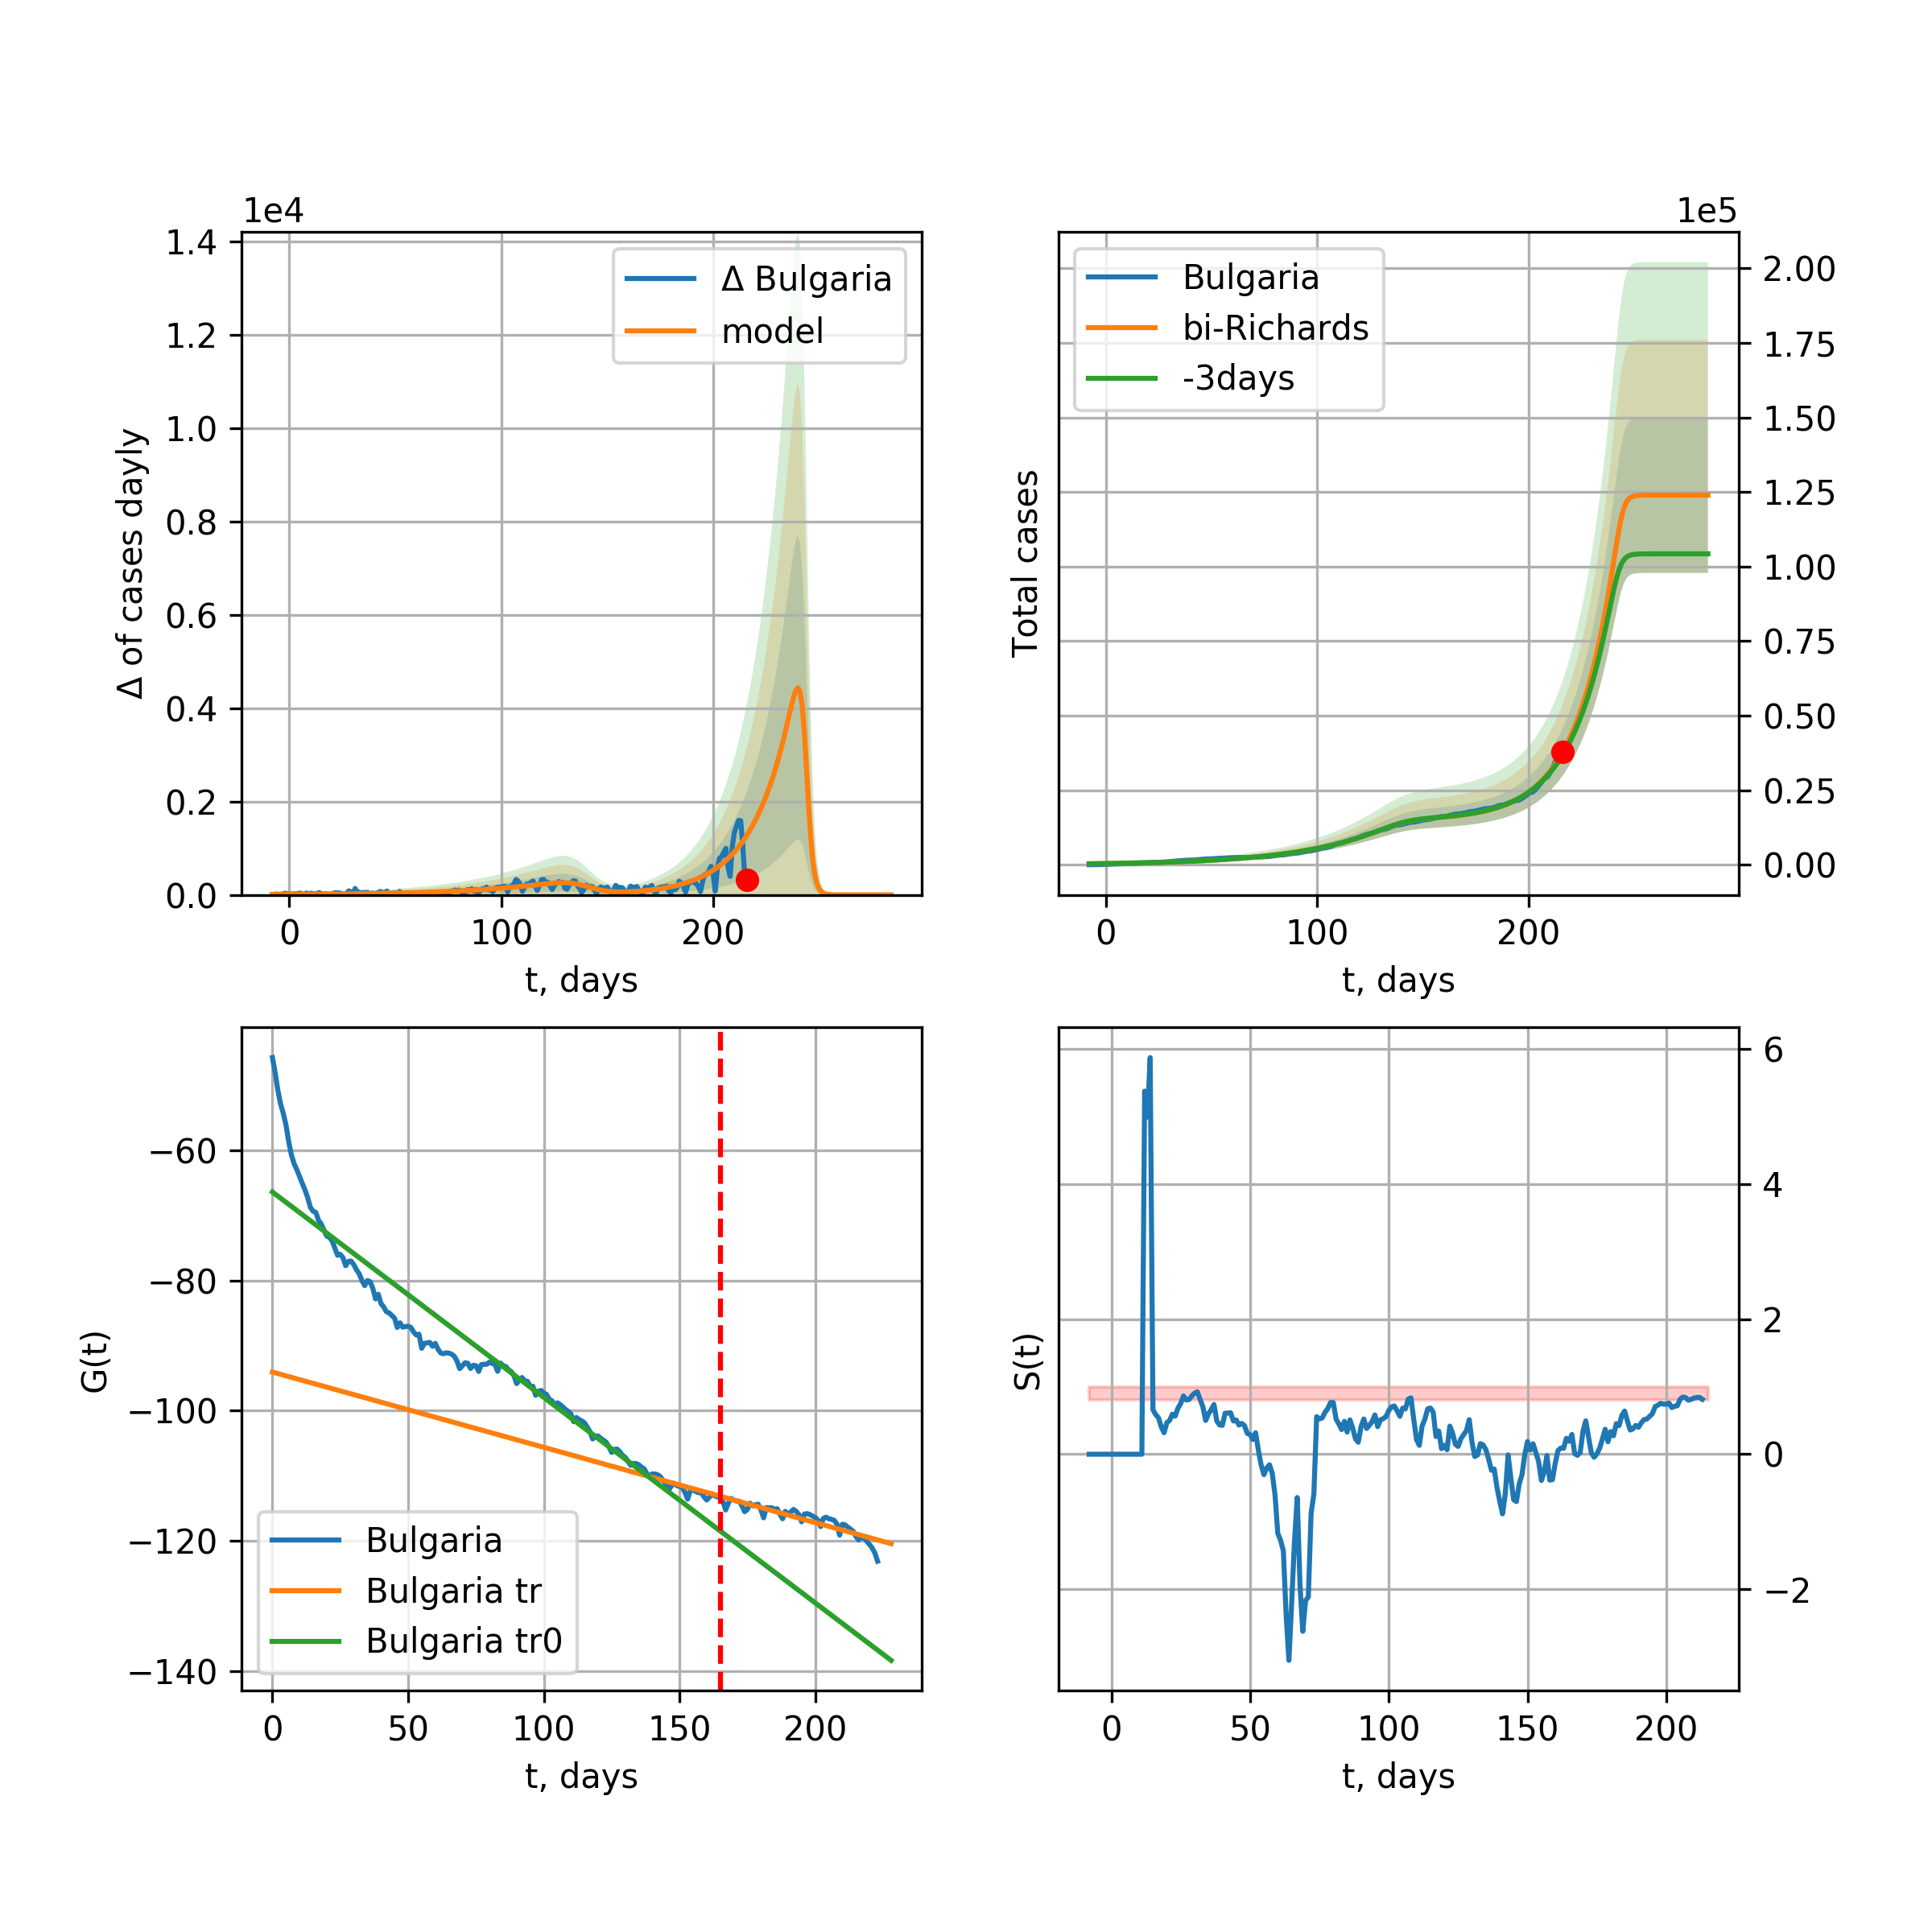 1e4
1.4
1.2
1.0
0.8
0.6
0.4
0.2
0.0
Δ of cases dayly
Δ Bulgaria
model
0 100 200
t, days
1e5
Bulgaria
bi-Richards
-3days
2.00
1.75
1.50
1.25
1.00
0.75
0.50
0.25
0.00
Total cases
0 100 200
t, days
−60
−80
−100
−120
−140
G(t)
Bulgaria
Bulgaria tr
Bulgaria tr0
0 50 100 150 200
t, days
6
4
2
0
−2
S(t)
0 50 100 150 200
t, days